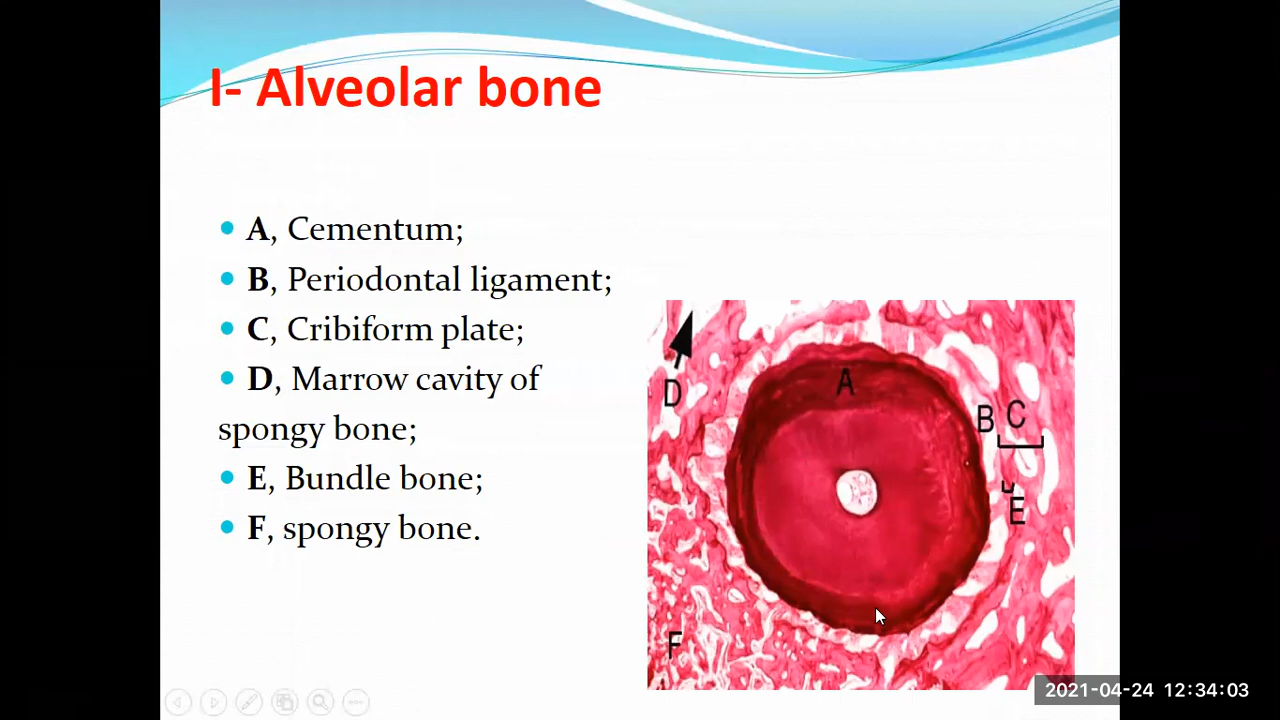 I- Alveolar bone
A, Cementum;
B, Periodontal ligament;
C, Cribiform plate;
D, Marrow cavity of
spongy bone;
E, Bundle bone;
F, spongy bone.
A
D
B C
E
F
2021-04-24 12:34:03